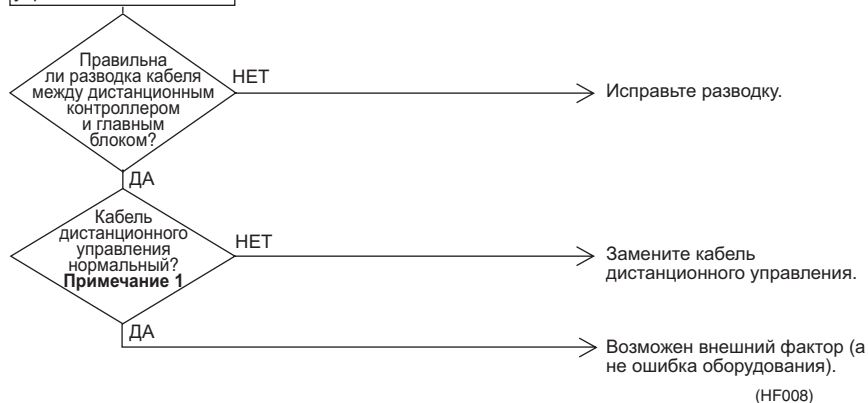 Правильна
ли разводка кабеля
между дистанционным
контроллером
и главным
блоком?
НЕТ
Исправьте разводку.
ДА
Кабель
дистанционного
управления
нормальный?
Примечание 1
НЕТ
Замените кабель
дистанционного управления.
ДА
Возможен внешний фактор (а
не ошибка оборудования).
(HF008)